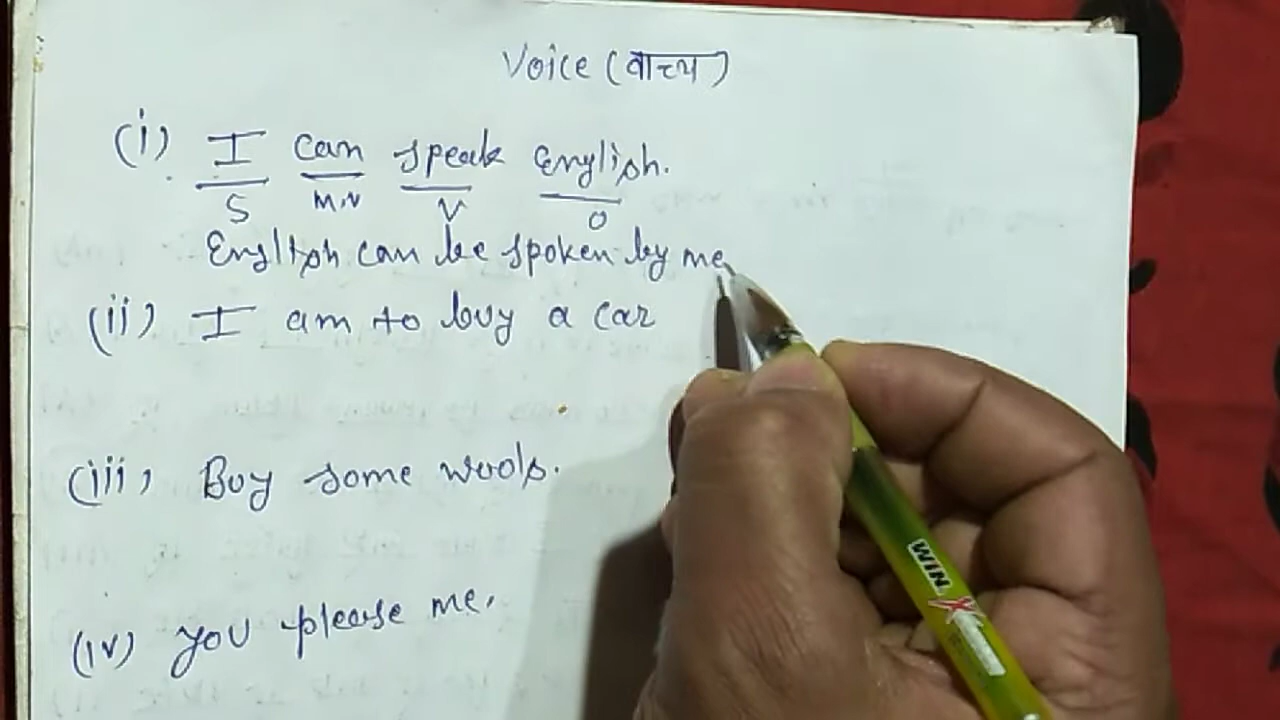 Voice (वाच्य)
(i) I can speak English.
S M.V V O
English can be spoken by me
(ii) I am to buy a car
(iii) Buy some wools.
(iv) you please me.
WIN X